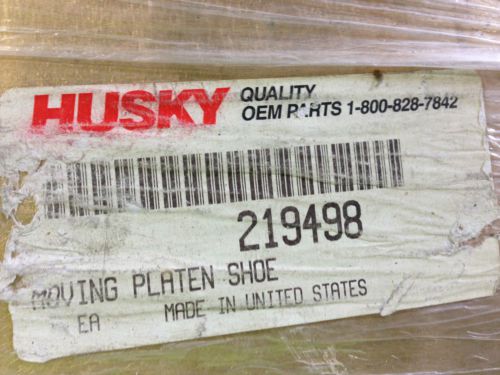 HUSKY
QUALITY
OEM PARTS 1-800-828-7842
219498
MOVING PLATEN SHOE
EA MADE IN UNITED STATES